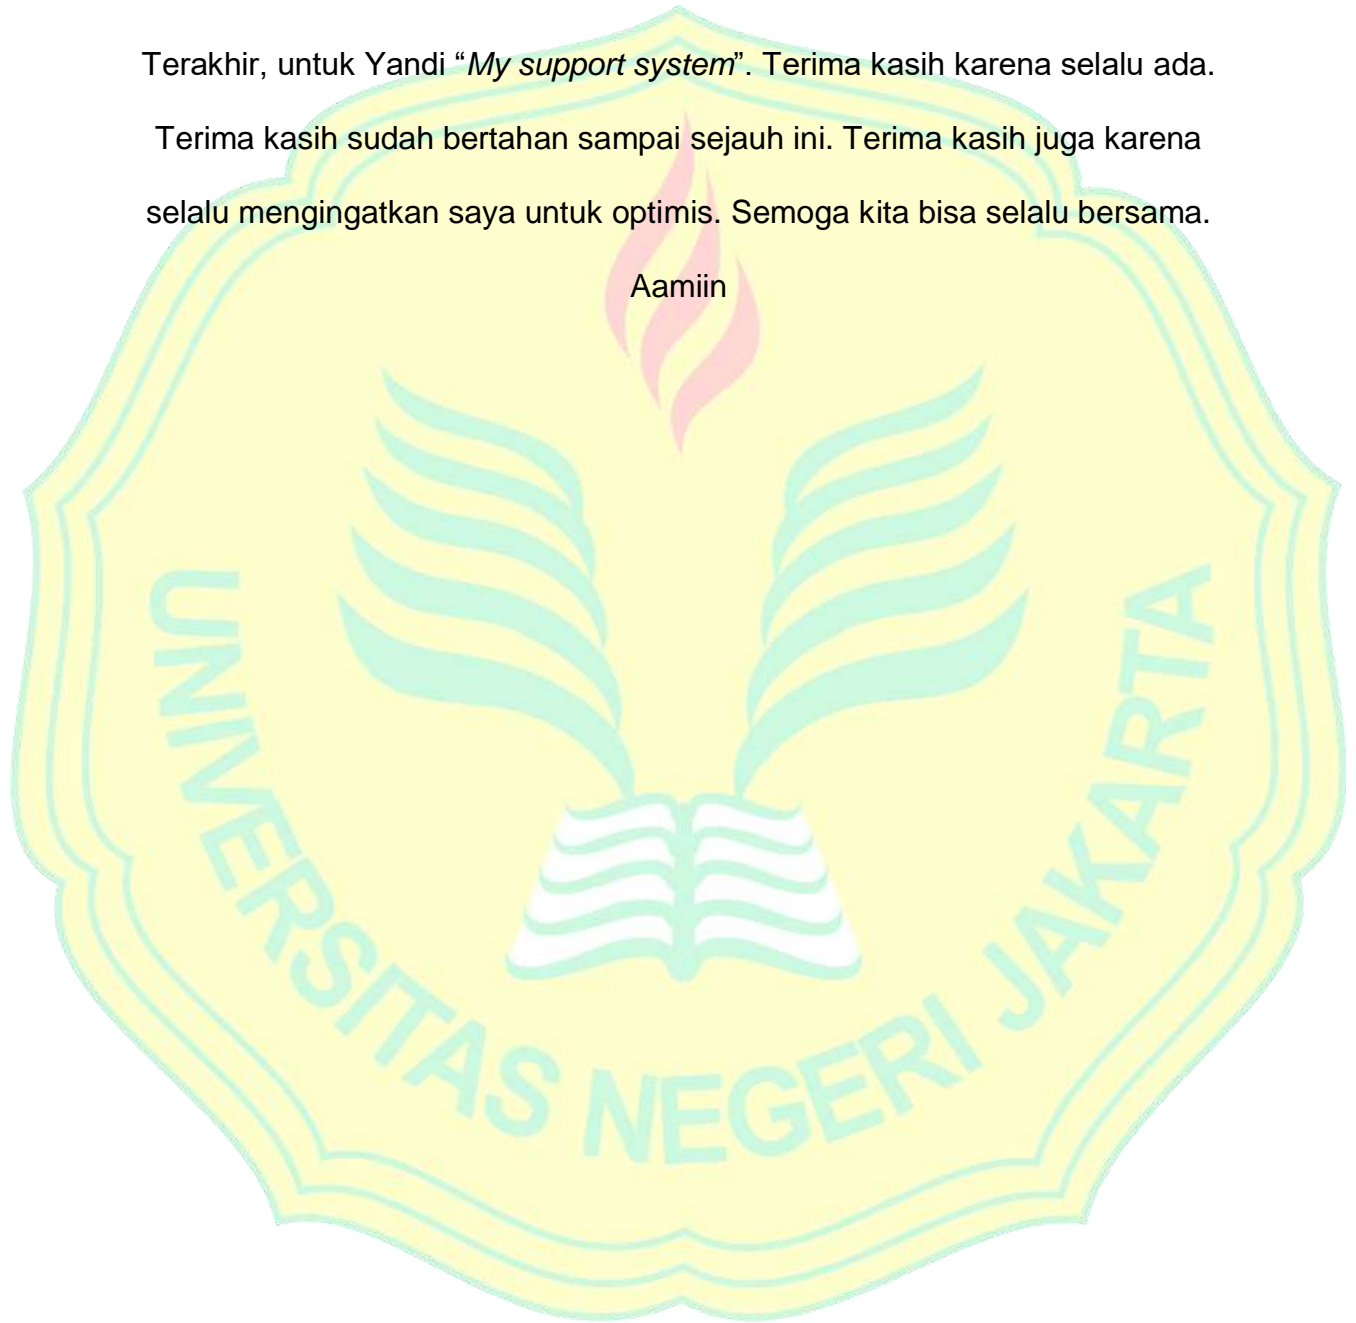 Terakhir, untuk Yandi “My support system”. Terima kasih karena selalu ada.
Terima kasih sudah bertahan sampai sejauh ini. Terima kasih juga karena
selalu mengingatkan saya untuk optimis. Semoga kita bisa selalu bersama.
Aamiin
UNIVERSITAS NEGERI JAKARTA